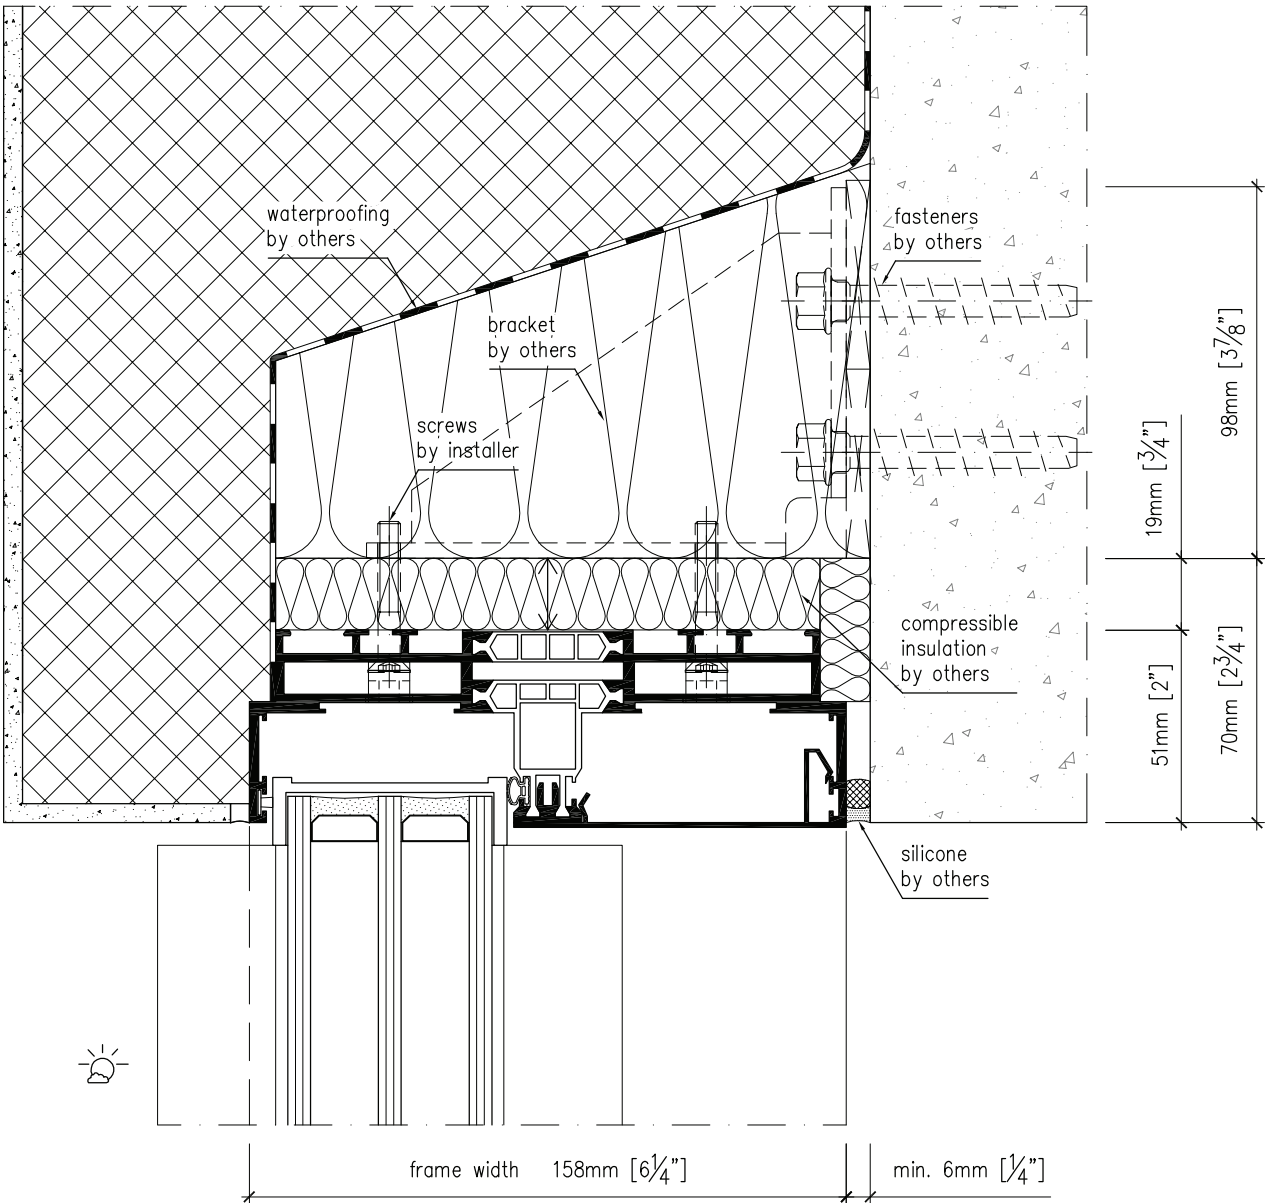 waterproofing
by others
fasteners
by others
bracket
by others
screws
by installer
98mm [3⅞"]
19mm [¾"]
compressible
insulation
by others
51mm [2"]
70mm [2¾"]
silicone
by others
frame width 158mm [6¼"]
min. 6mm [¼"]